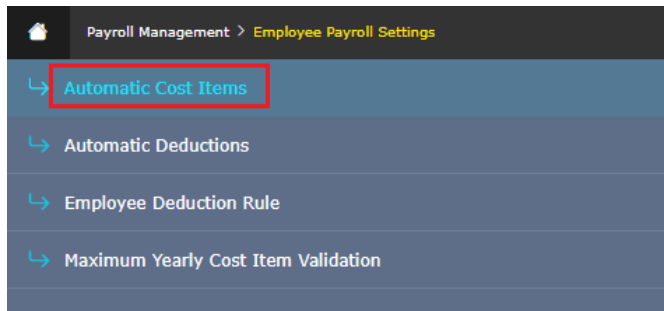 Payroll Management > Employee Payroll Settings
Automatic Cost Items
Automatic Deductions
Employee Deduction Rule
Maximum Yearly Cost Item Validation